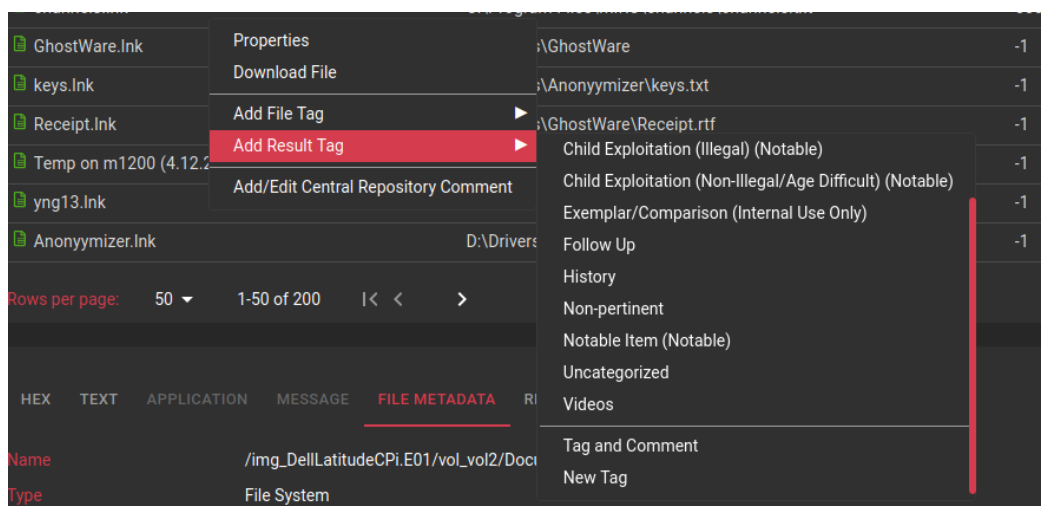 GhostWare.lnk s\GhostWare -1
keys.lnk s\Anonyymizer\keys.txt -1
Receipt.lnk s\GhostWare\Receipt.rtf -1
Temp on m1200 (4.12.2 -1
yng13.lnk -1
Anonyymizer.lnk D:\Drivers -1
Properties
Download File
Add File Tag
Add Result Tag
Add/Edit Central Repository Comment
Child Exploitation (Illegal) (Notable)
Child Exploitation (Non-Illegal/Age Difficult) (Notable)
Exemplar/Comparison (Internal Use Only)
Follow Up
History
Non-pertinent
Notable Item (Notable)
Uncategorized
Videos
Tag and Comment
New Tag
Rows per page: 50 1-50 of 200
HEX TEXT APPLICATION MESSAGE FILE METADATA
Name /img_DellLatitudeCPi.E01/vol_vol2/Docu
Type File System